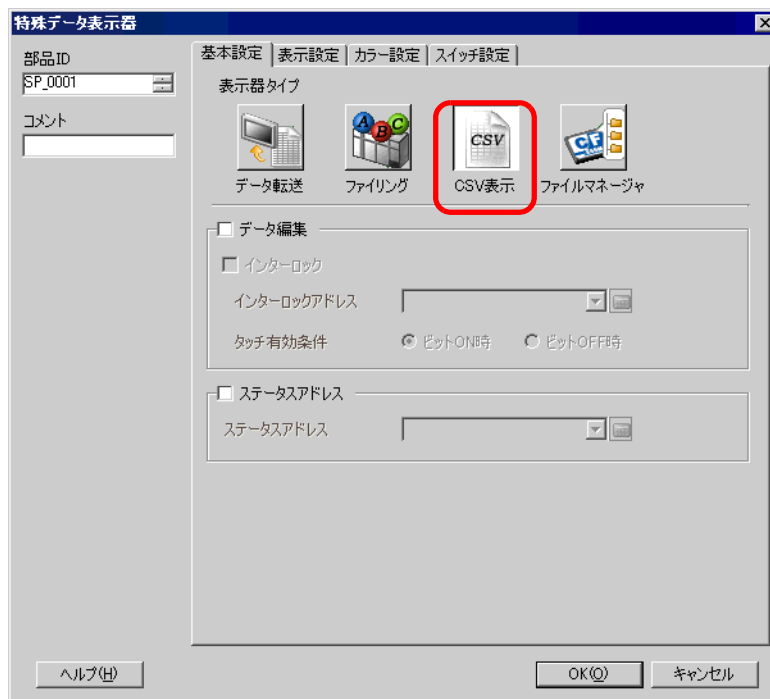 特殊データ表示器
部品ID
SP_0001
コメント
基本設定 表示設定 カラー設定 スイッチ設定
表示器タイプ
A B C CSV CF
データ転送 ファイリング CSV表示 ファイルマネージャ
データ編集
インターロック
インターロックアドレス
タッチ有効条件 ビットON時 ビットOFF時
ステータスアドレス
ステータスアドレス
ヘルプ(H) OK(O) キャンセル